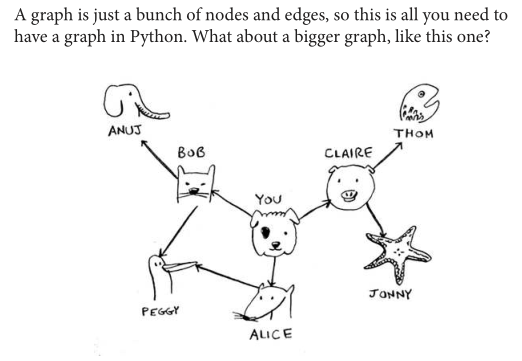 A graph is just a bunch of nodes and edges, so this is all you need to
have a graph in Python. What about a bigger graph, like this one?
ANUJ
THOM
BOB
CLAIRE
YOU
PEGGY
JONNY
ALICE